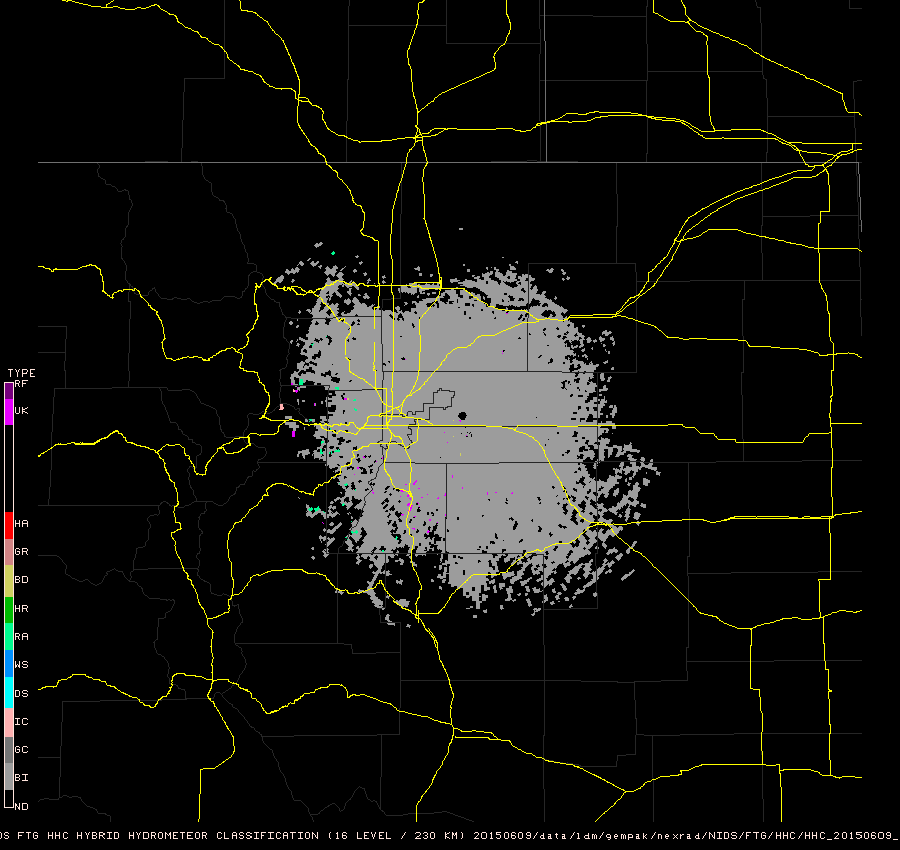 TYPE
RF
UK
HA
GR
BD
HR
RA
WS
DS
IC
GC
BI
ND
DS FTG HHC HYBRID HYDROMETEOR CLASSIFICATION (16 LEVEL / 230 KM) 20150609/data/ldm/gempak/nexrad/NIDS/FTG/HHC/HHC_20150609_